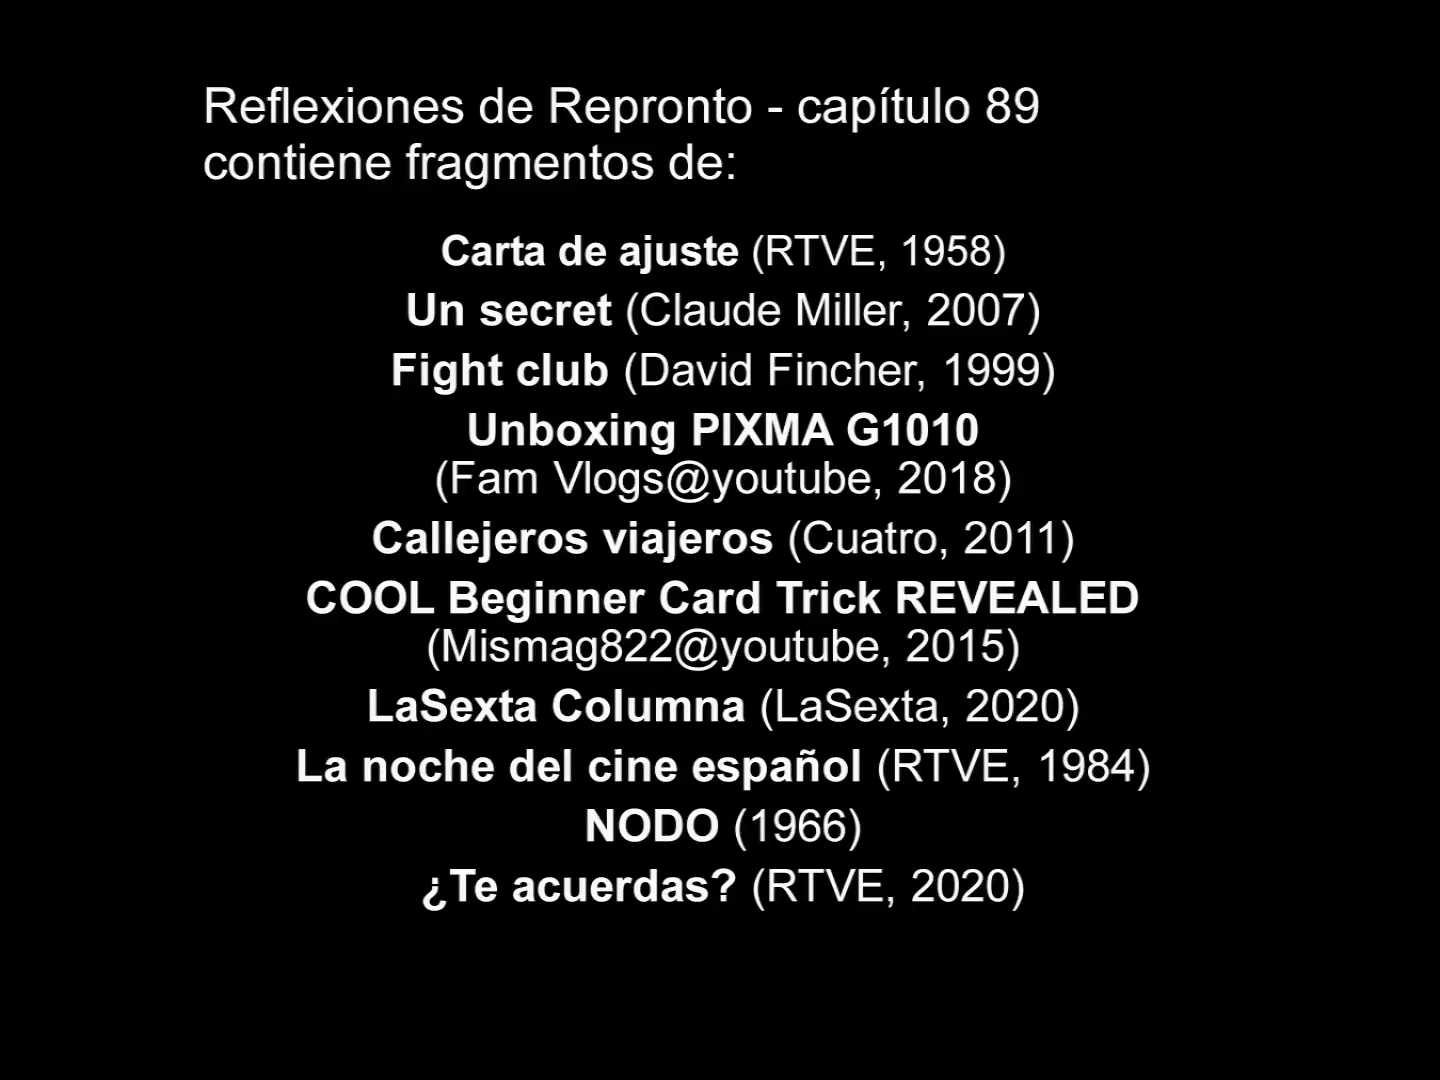 Reflexiones de Repronto - capítulo 89
contiene fragmentos de:
Carta de ajuste (RTVE, 1958)
Un secret (Claude Miller, 2007)
Fight club (David Fincher, 1999)
Unboxing PIXMA G1010
(Fam Vlogs@youtube, 2018)
Callejeros viajeros (Cuatro, 2011)
COOL Beginner Card Trick REVEALED
(Mismag822@youtube, 2015)
LaSexta Columna (LaSexta, 2020)
La noche del cine español (RTVE, 1984)
NODO (1966)
¿Te acuerdas? (RTVE, 2020)